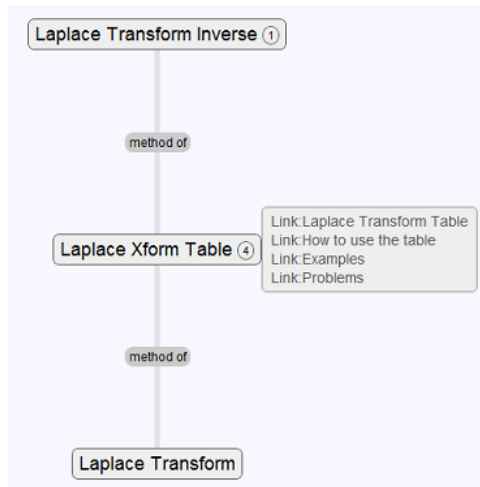 Laplace Transform Inverse 1
method of
Laplace Xform Table 4
Link:Laplace Transform Table
Link:How to use the table
Link:Examples
Link:Problems
method of
Laplace Transform